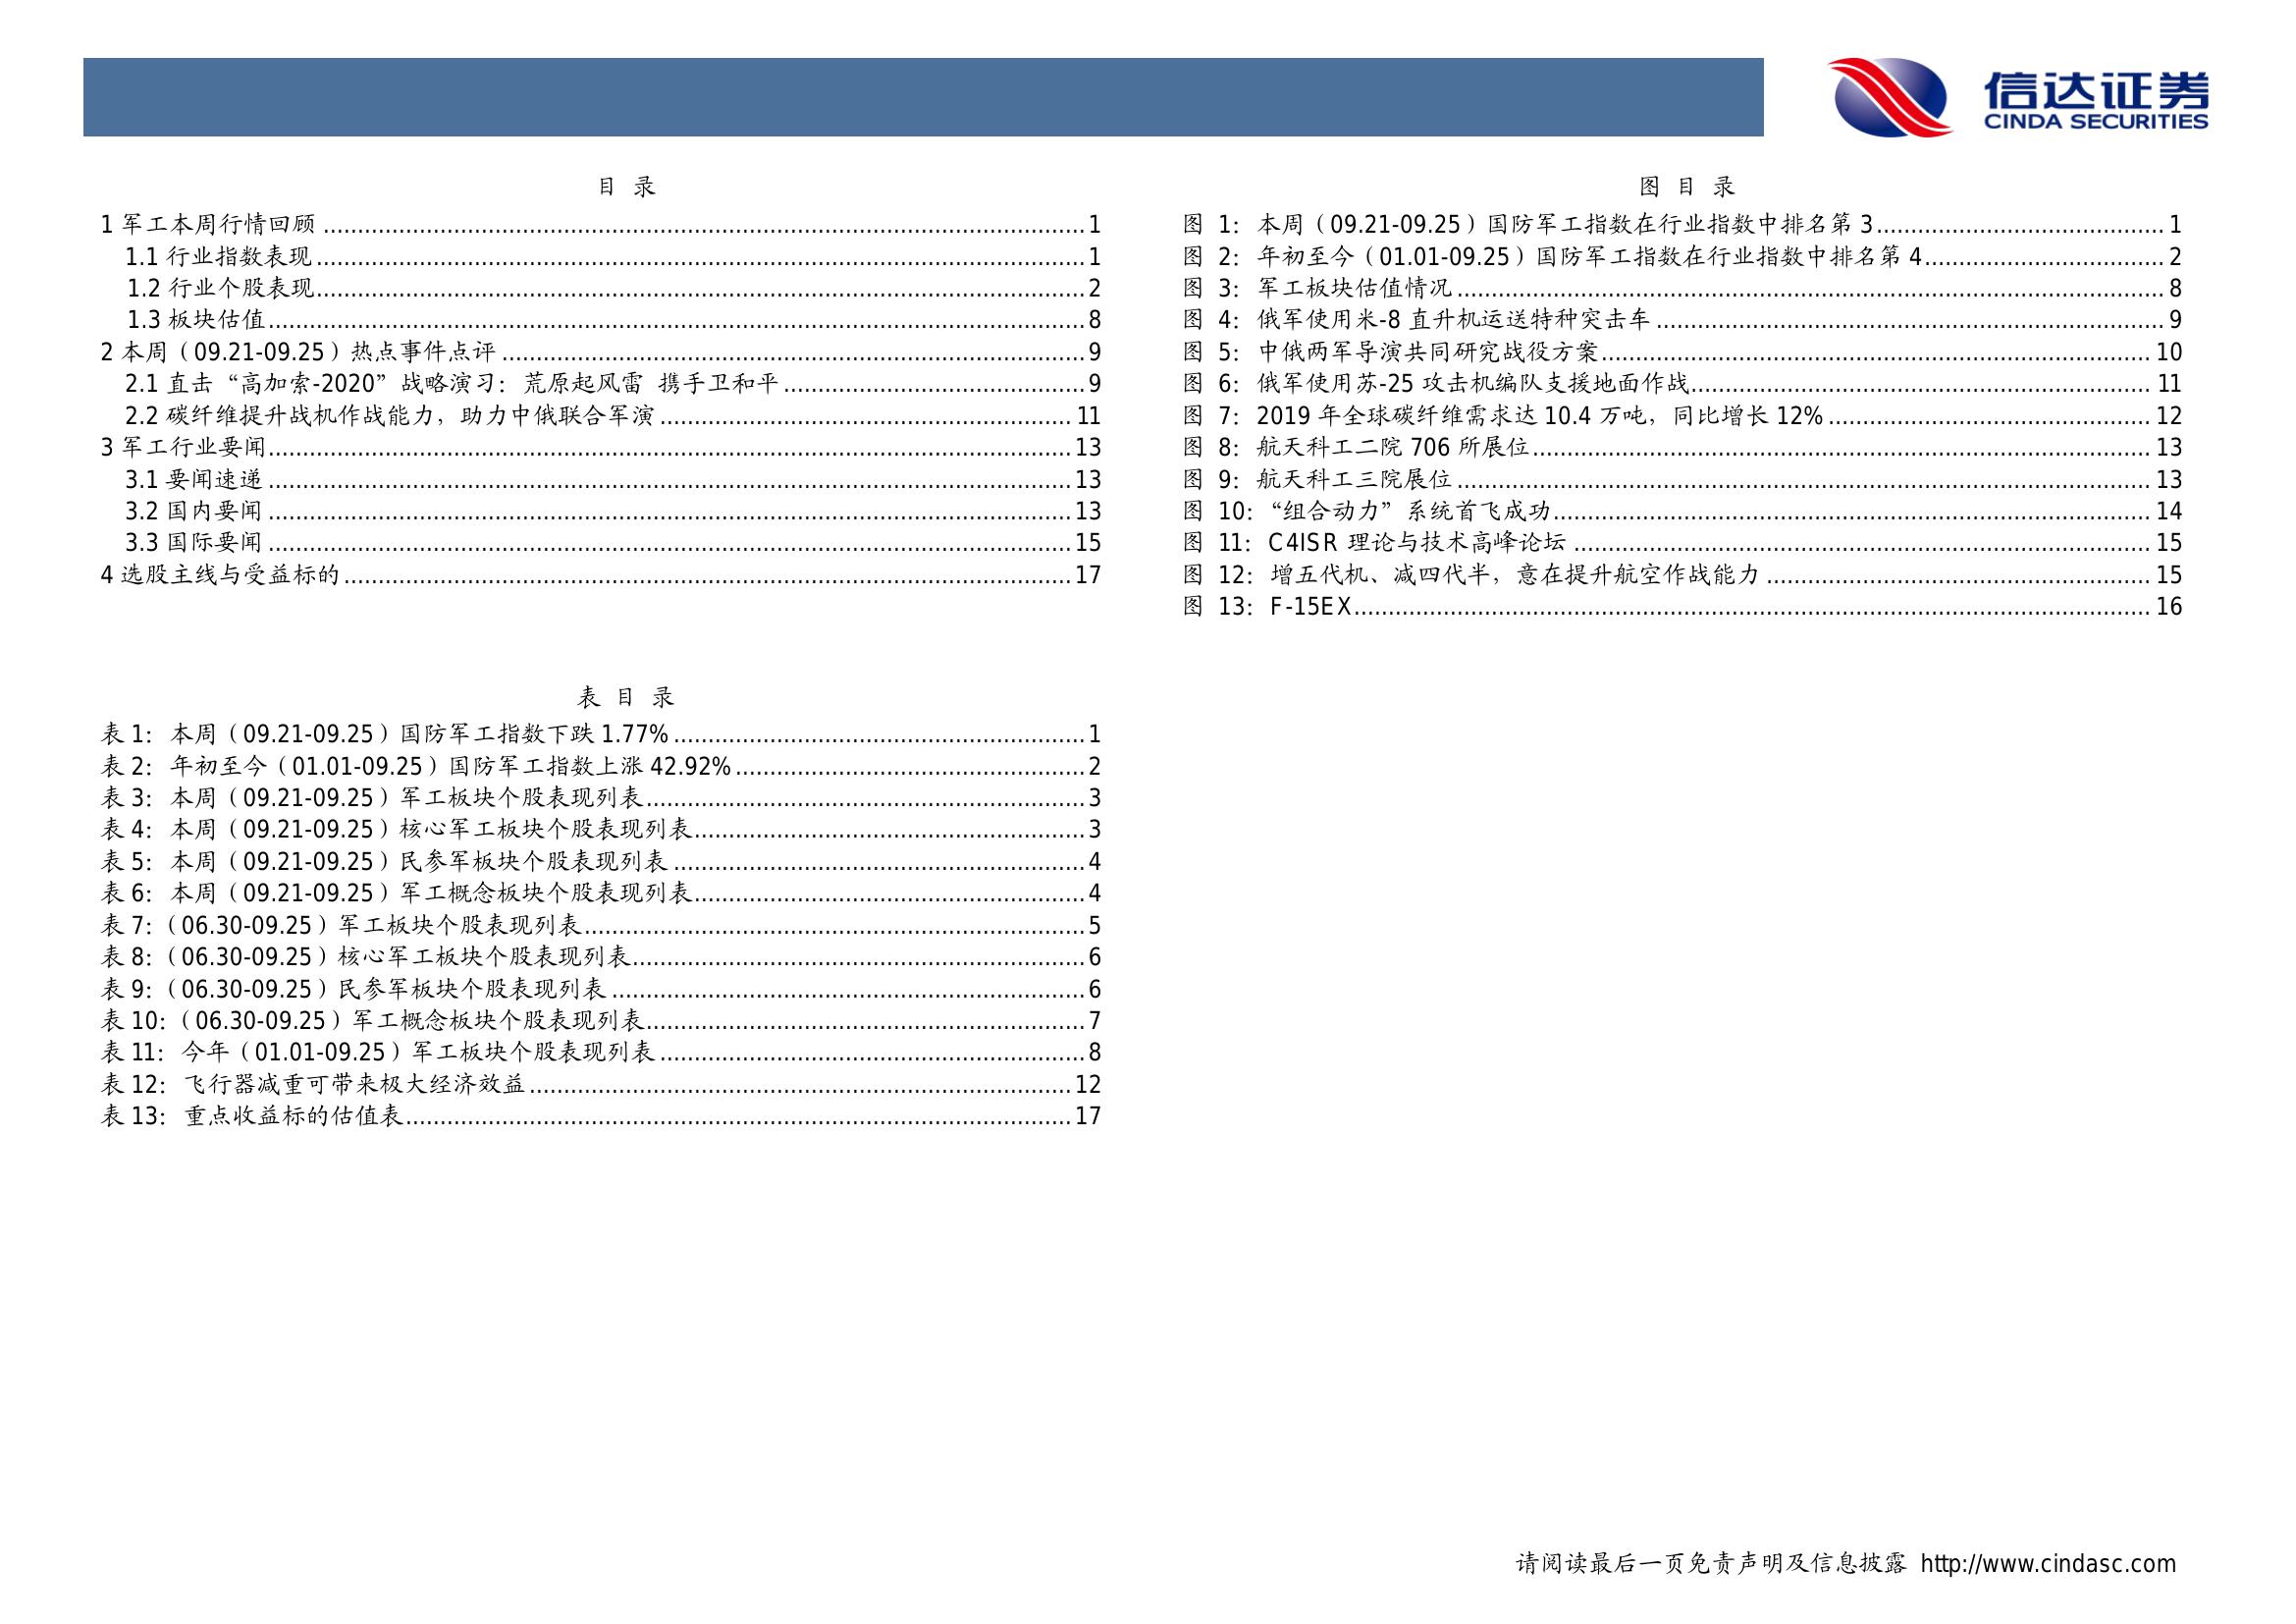 信达证券
CINDA SECURITIES
目 录
1 军工本周行情回顾 ........ 1
1.1 行业指数表现 ........ 1
1.2 行业个股表现 ........ 2
1.3 板块估值 ........ 8
2 本周（09.21-09.25）热点事件点评 ........ 9
2.1 直击“高加索-2020”战略演习：荒原起风雷 携手卫和平 ........ 9
2.2 碳纤维提升战机作战能力，助力中俄联合军演 ........ 11
3 军工行业要闻 ........ 13
3.1 要闻速递 ........ 13
3.2 国内要闻 ........ 13
3.3 国际要闻 ........ 15
4 选股主线与受益标的 ........ 17
表 目 录
表 1：本周（09.21-09.25）国防军工指数下跌 1.77% ........ 1
表 2：年初至今（01.01-09.25）国防军工指数上涨 42.92% ........ 2
表 3：本周（09.21-09.25）军工板块个股表现列表 ........ 3
表 4：本周（09.21-09.25）核心军工板块个股表现列表 ........ 3
表 5：本周（09.21-09.25）民参军板块个股表现列表 ........ 4
表 6：本周（09.21-09.25）军工概念板块个股表现列表 ........ 4
表 7：（06.30-09.25）军工板块个股表现列表 ........ 5
表 8：（06.30-09.25）核心军工板块个股表现列表 ........ 6
表 9：（06.30-09.25）民参军板块个股表现列表 ........ 6
表 10：（06.30-09.25）军工概念板块个股表现列表 ........ 7
表 11：今年（01.01-09.25）军工板块个股表现列表 ........ 8
表 12：飞行器减重可带来极大经济效益 ........ 12
表 13：重点收益标的估值表 ........ 17
图 目 录
图 1：本周（09.21-09.25）国防军工指数在行业指数中排名第 3 ........ 1
图 2：年初至今（01.01-09.25）国防军工指数在行业指数中排名第 4 ........ 2
图 3：军工板块估值情况 ........ 8
图 4：俄军使用米-8 直升机运送特种突击车 ........ 9
图 5：中俄两军导演共同研究战役方案 ........ 10
图 6：俄军使用苏-25 攻击机编队支援地面作战 ........ 11
图 7：2019 年全球碳纤维需求达 10.4 万吨，同比增长 12% ........ 12
图 8：航天科工二院 706 所展位 ........ 13
图 9：航天科工三院展位 ........ 13
图 10：“组合动力”系统首飞成功 ........ 14
图 11：C4ISR 理论与技术高峰论坛 ........ 15
图 12：增五代机、减四代半，意在提升航空作战能力 ........ 15
图 13：F-15EX ........ 16
请阅读最后一页免责声明及信息披露 http://www.cindasc.com